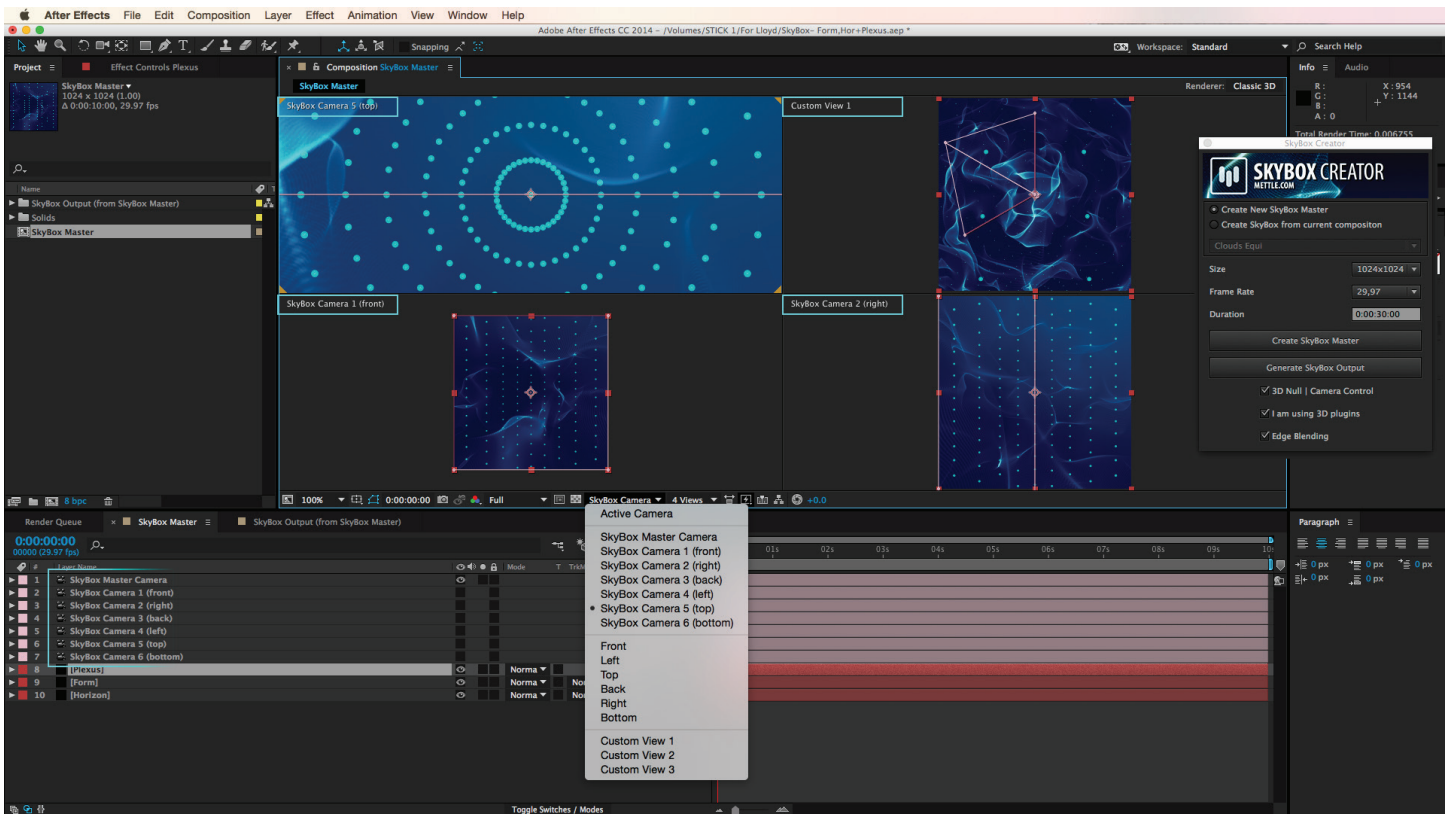 After Effects File Edit Composition Layer Effect Animation View Window Help
Adobe After Effects CC 2014 – /Volumes/STICK 1/For Lloyd/SkyBox- Form,Hor+Plexus.aep *
Snapping
Workspace: Standard
Search Help
Project
Effect Controls Plexus
Composition SkyBox Master
Info
Audio
SkyBox Master
1024 x 1024 (1.00)
Δ 0:00:10:00, 29.97 fps
SkyBox Master
Renderer: Classic 3D
R :
G :
B :
A : 0
X : 954
Y : 1144
Total Render Time: 0.006755
SkyBox Camera 5 (top)
Custom View 1
SkyBox Creator
SKYBOX CREATOR
METTLE.COM
Create New SkyBox Master
Create SkyBox from current compositon
Clouds Equi
Size 1024x1024
Frame Rate 29,97
Duration 0:00:30:00
Create SkyBox Master
Generate SkyBox Output
3D Null | Camera Control
I am using 3D plugins
Edge Blending
Name
SkyBox Output (from SkyBox Master)
Solids
SkyBox Master
SkyBox Camera 1 (front)
SkyBox Camera 2 (right)
8 bpc
100% 0:00:00:00 Full SkyBox Camera 4 Views +0.0
Active Camera
SkyBox Master Camera
SkyBox Camera 1 (front)
SkyBox Camera 2 (right)
SkyBox Camera 3 (back)
SkyBox Camera 4 (left)
SkyBox Camera 5 (top)
SkyBox Camera 6 (bottom)
Front
Left
Top
Back
Right
Bottom
Custom View 1
Custom View 2
Custom View 3
Render Queue
SkyBox Master
SkyBox Output (from SkyBox Master)
0:00:00:00
00000 (29.97 fps)
01s 02s 03s 04s 05s 06s 07s 08s 09s 10s
# Layer Name Mode T TrkM
1 SkyBox Master Camera
2 SkyBox Camera 1 (front)
3 SkyBox Camera 2 (right)
4 SkyBox Camera 3 (back)
5 SkyBox Camera 4 (left)
6 SkyBox Camera 5 (top)
7 SkyBox Camera 6 (bottom)
8 [Plexus] Norma
9 [Form] Norma No
10 [Horizon] Norma No
Paragraph
0 px 0 px 0 px
0 px 0 px
Toggle Switches / Modes